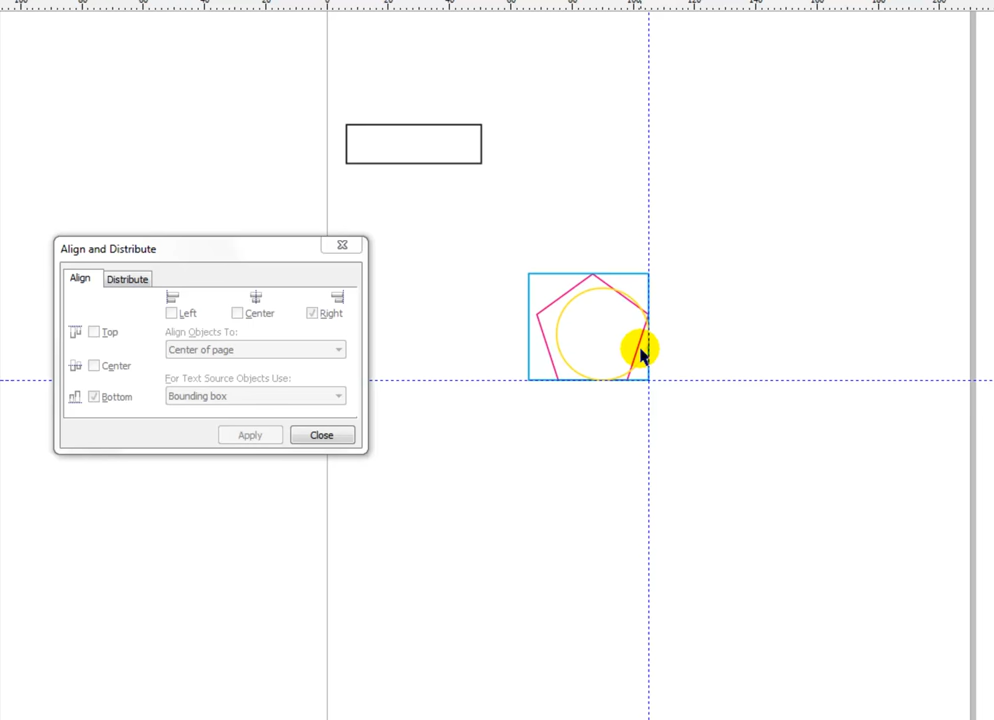 Align and Distribute
Align
Distribute
Left
Center
Right
Top
Align Objects To:
Center of page
Center
For Text Source Objects Use:
Bottom
Bounding box
Apply
Close